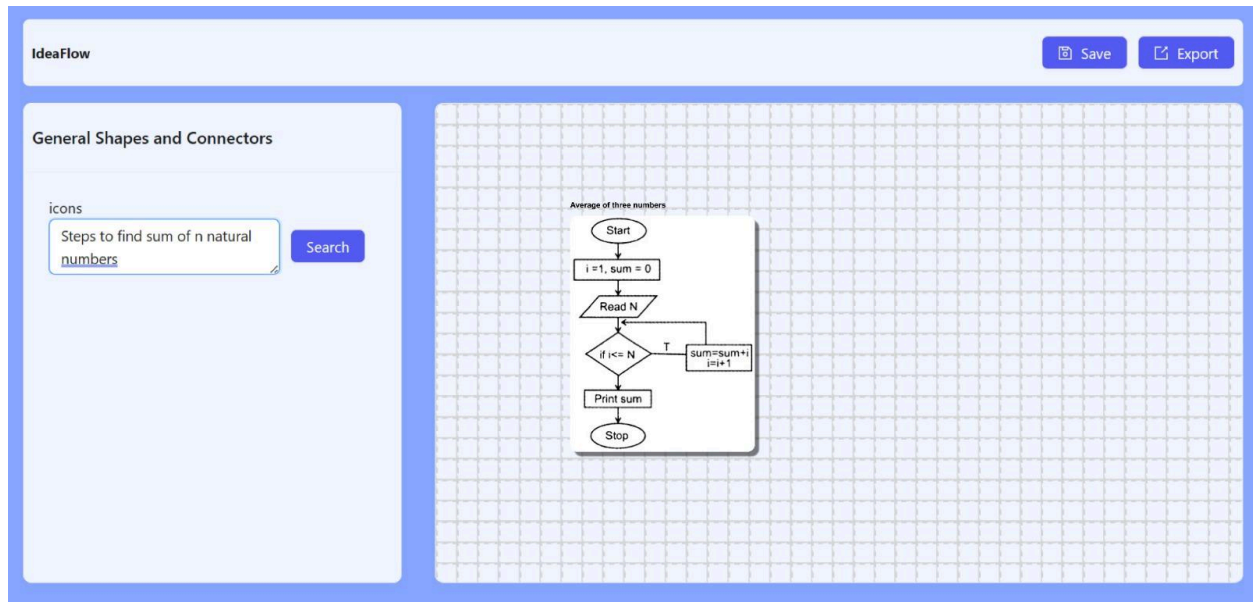 IdeaFlow
Save
Export
General Shapes and Connectors
icons
Steps to find sum of n natural
numbers
Search
Average of three numbers
Start
i =1, sum = 0
Read N
if i<= N
T
sum=sum+i
i=i+1
Print sum
Stop